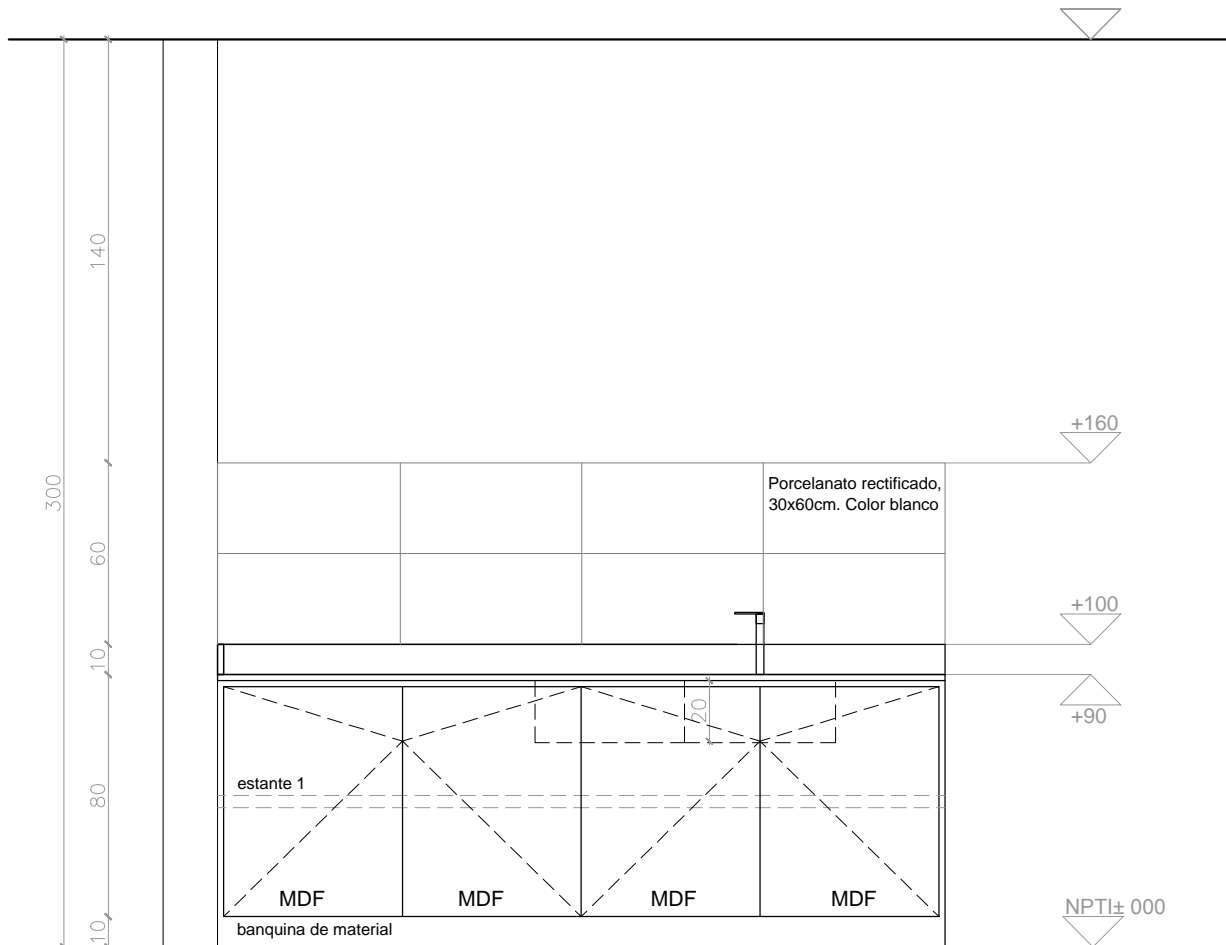 140
+160
300
Porcelanato rectificado,
30x60cm. Color blanco
60
+100
10
20
+90
estante 1
80
MDF
MDF
MDF
MDF
NPTI± 000
10
banquina de material